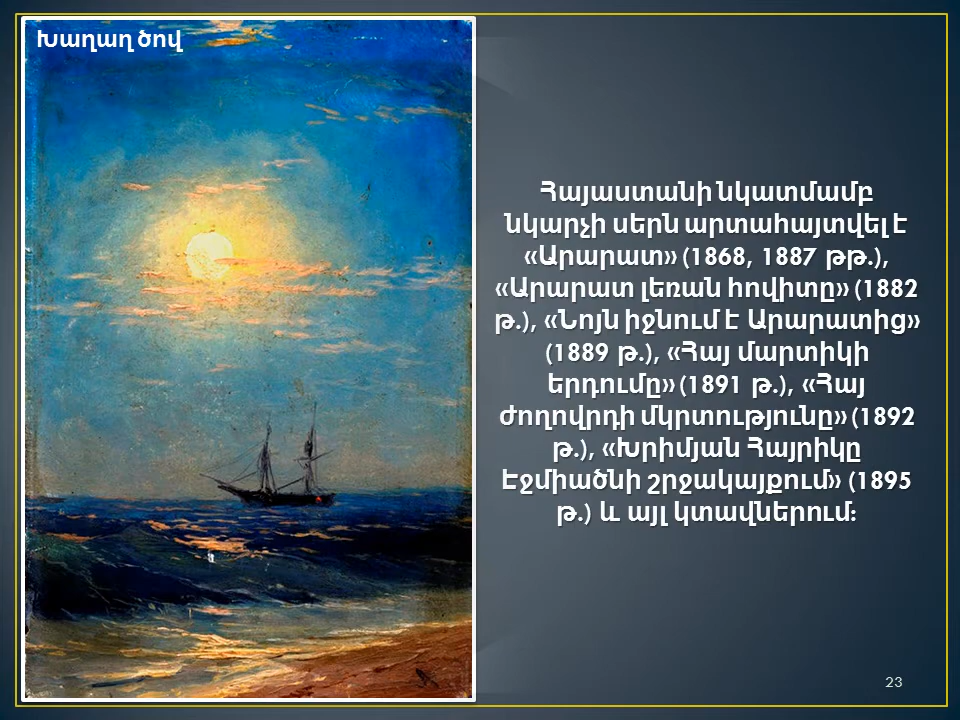 Խաղաղ ծով
Հայաստանի նկատմամբ
նկարչի սերն արտահայտվել է
«Արարատ» (1868, 1887 թթ.),
«Արարատ լեռան հովիտը» (1882
թ.), «Նոյն իջնում է Արարատից»
(1889 թ.), «Հայ մարտիկի
երդումը» (1891 թ.), «Հայ
ժողովրդի մկրտությունը» (1892
թ.), «Խրիմյան Հայրիկը
Էջմիածնի շրջակայքում» (1895
թ.) և այլ կտավներում:
23